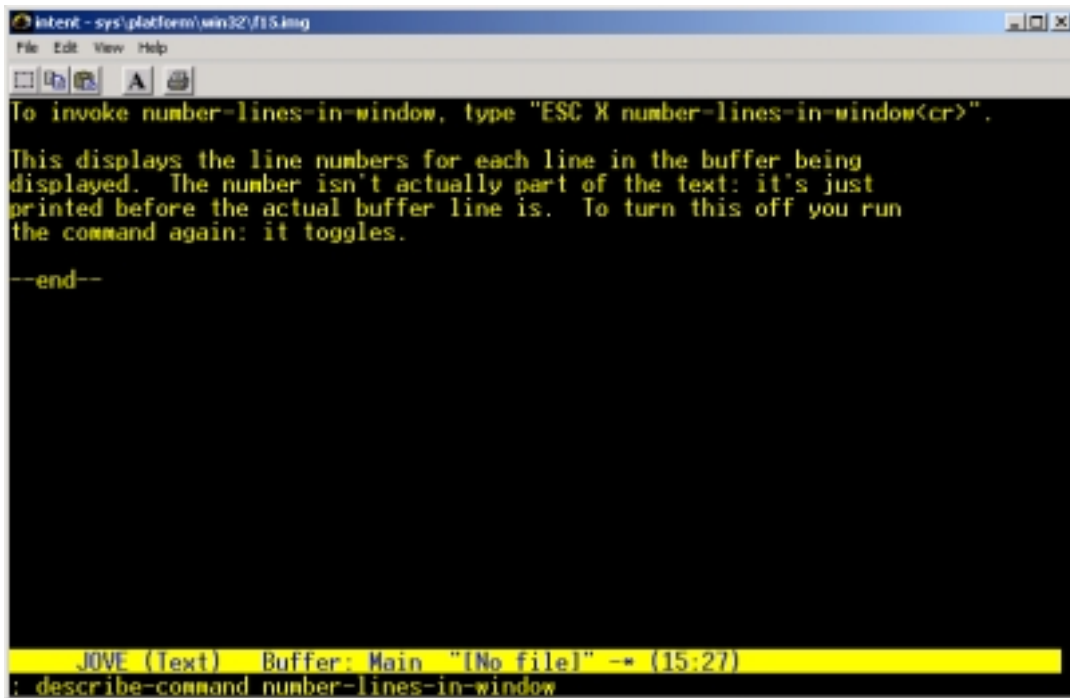 intent - sys\platform\win32\f15.img
File Edit View Help
A
To invoke number-lines-in-window, type "ESC X number-lines-in-window<cr>".
This displays the line numbers for each line in the buffer being
displayed.  The number isn't actually part of the text: it's just
printed before the actual buffer line is.  To turn this off you run
the command again: it toggles.
--end--
JOVE (Text)   Buffer: Main  "[No file]" -* (15:27)
: describe-command number-lines-in-window